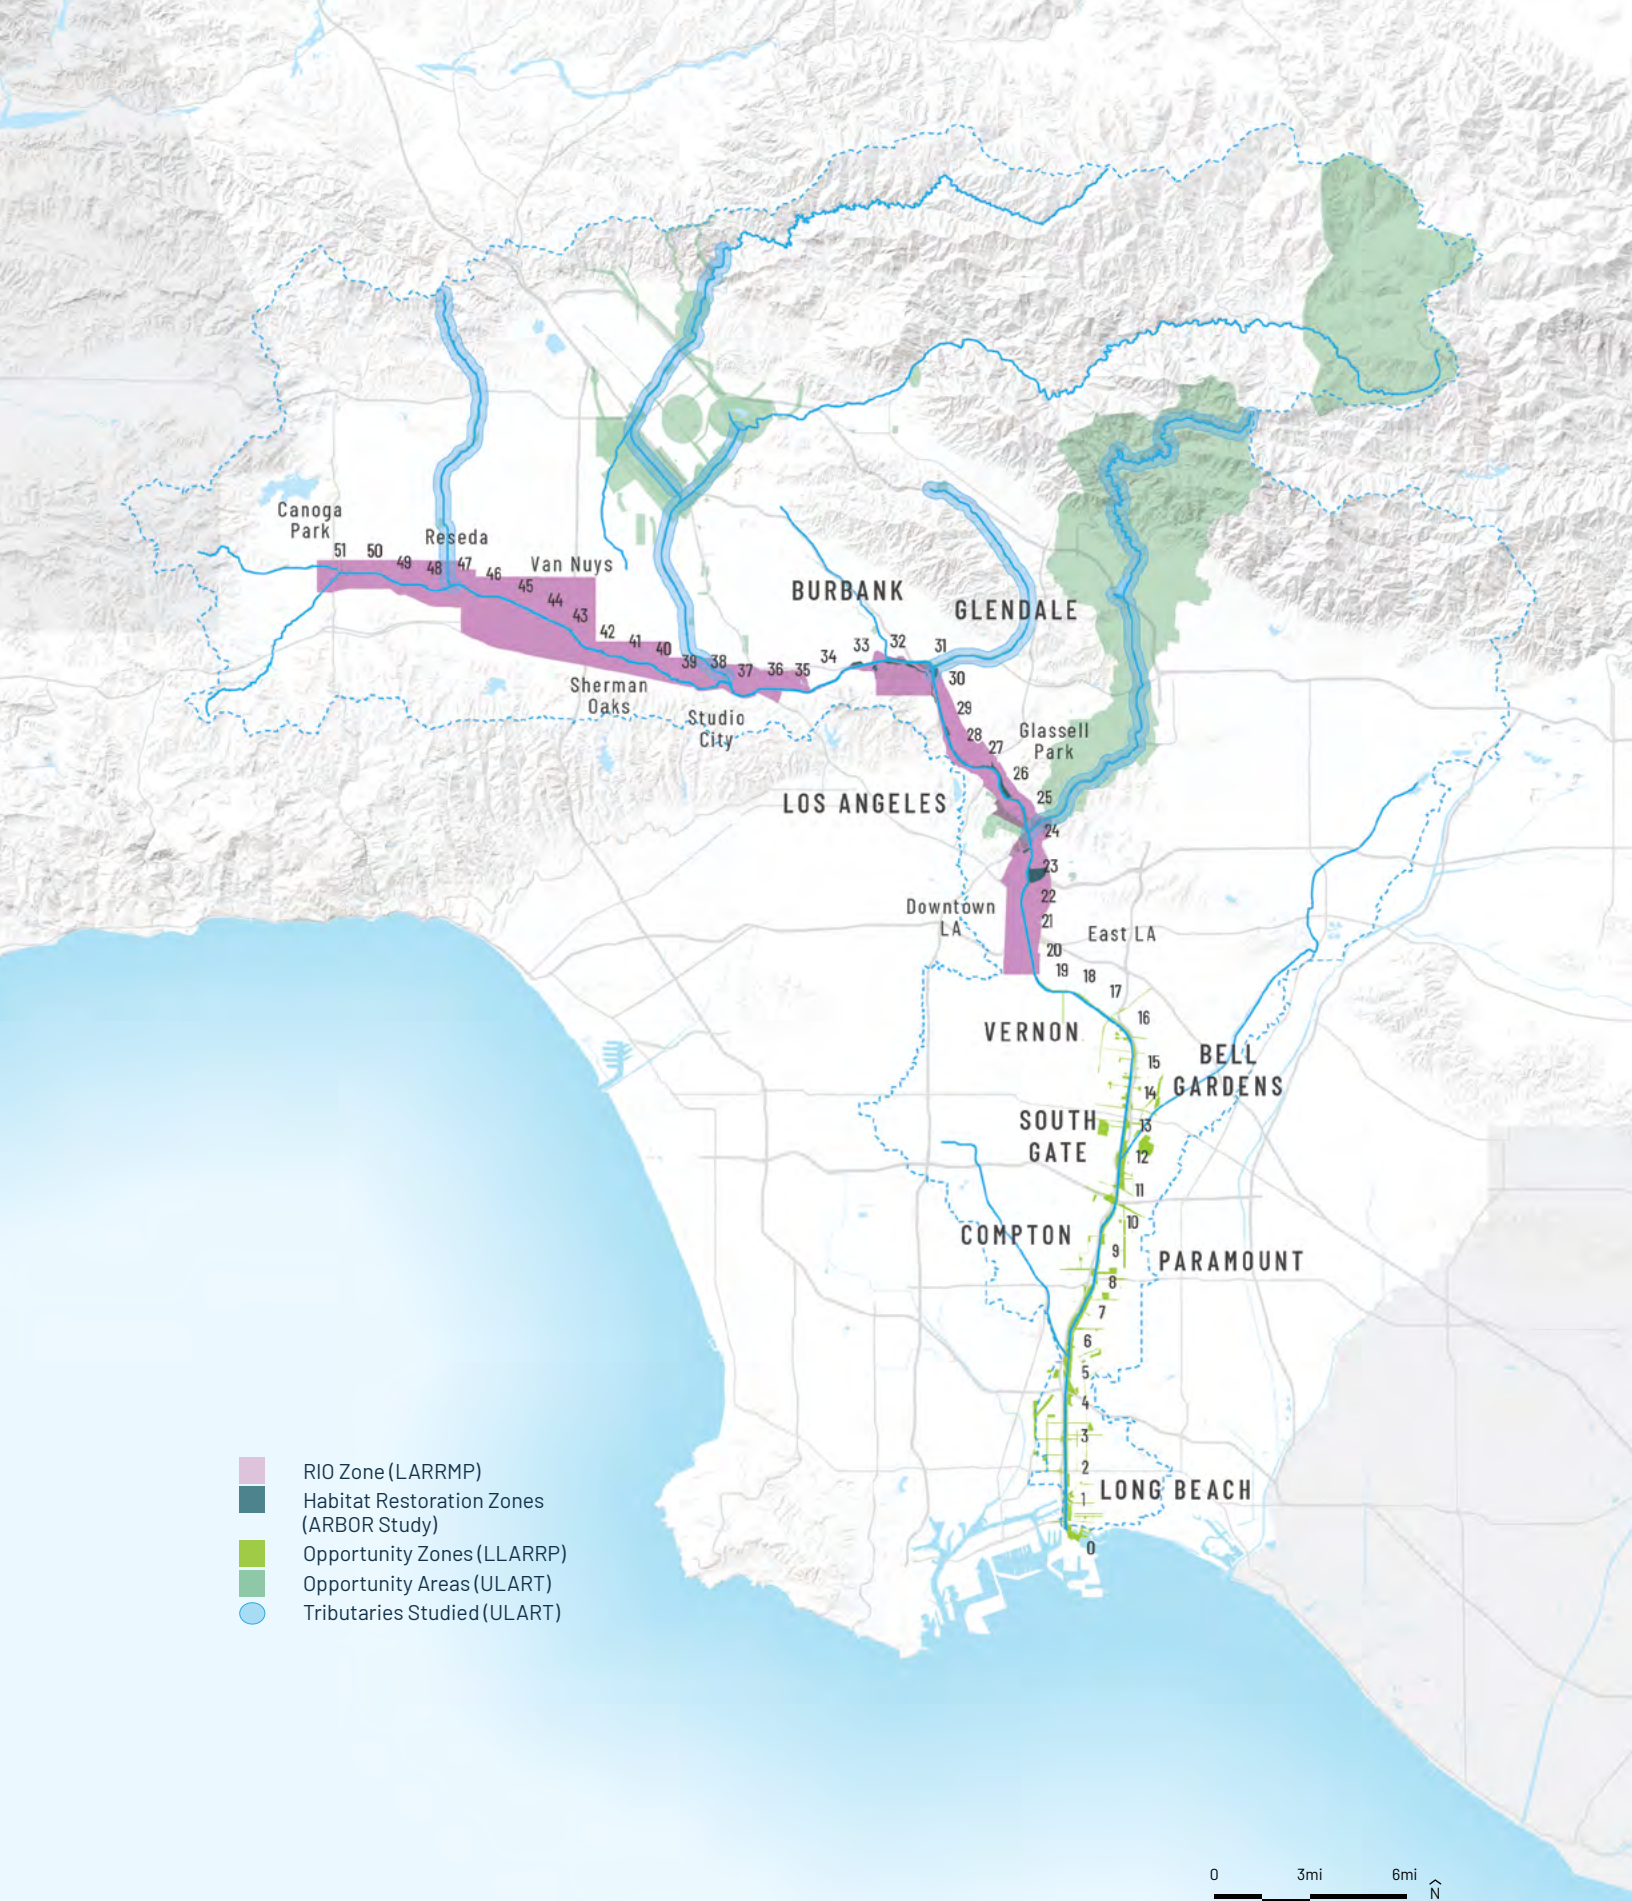 Canoga
Park
51
50
49
48
Reseda
47
46
Van Nuys
45
44
43
42
41
40
39
38
37
36
35
34
33
32
31
BURBANK
GLENDALE
Sherman
Oaks
Studio
City
30
29
28
27
Glassell
Park
26
25
24
LOS ANGELES
23
22
21
20
Downtown
LA
East LA
19
18
17
16
VERNON
15
BELL
GARDENS
14
13
12
SOUTH
GATE
11
10
COMPTON
9
PARAMOUNT
8
7
6
5
4
3
2
1
LONG BEACH
0
RIO Zone (LARRMP)
Habitat Restoration Zones
(ARBOR Study)
Opportunity Zones (LLARRP)
Opportunity Areas (ULART)
Tributaries Studied (ULART)
0
3mi
6mi
N